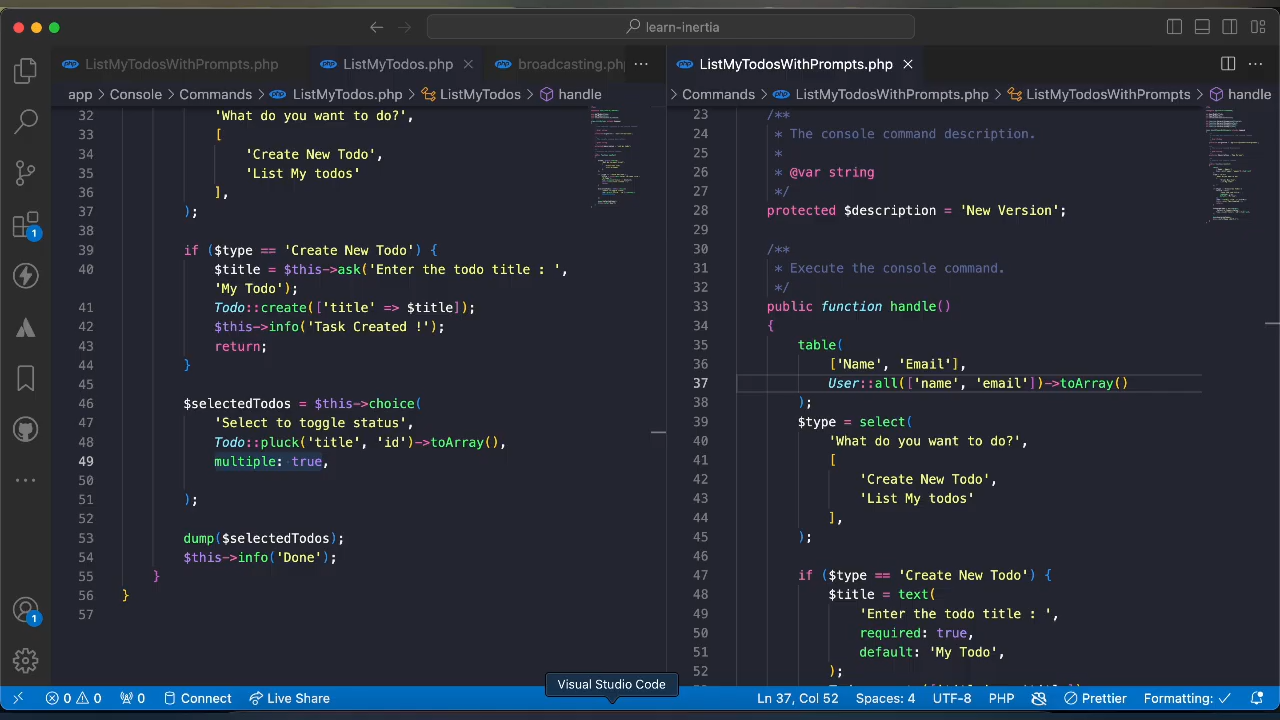 learn-inertia
ListMyTodosWithPrompts.php
ListMyTodos.php
broadcasting.php
ListMyTodosWithPrompts.php
app > Console > Commands > ListMyTodos.php > ListMyTodos > handle
32 'What do you want to do?',
33 [
34 'Create New Todo',
35 'List My todos'
36 ],
37 );
38
39 if ($type == 'Create New Todo') {
40 $title = $this->ask('Enter the todo title : ',
'My Todo');
41 Todo::create(['title' => $title]);
42 $this->info('Task Created !');
43 return;
44 }
45
46 $selectedTodos = $this->choice(
47 'Select to toggle status',
48 Todo::pluck('title', 'id')->toArray(),
49 multiple: true,
50
51 );
52
53 dump($selectedTodos);
54 $this->info('Done');
55 }
56 }
57
> Commands > ListMyTodosWithPrompts.php > ListMyTodosWithPrompts > handle
23 /**
24 * The console command description.
25 *
26 * @var string
27 */
28 protected $description = 'New Version';
29
30 /**
31 * Execute the console command.
32 */
33 public function handle()
34 {
35 table(
36 ['Name', 'Email'],
37 User::all(['name', 'email'])->toArray()
38 );
39 $type = select(
40 'What do you want to do?',
41 [
42 'Create New Todo',
43 'List My todos'
44 ],
45 );
46
47 if ($type == 'Create New Todo') {
48 $title = text(
49 'Enter the todo title : ',
50 required: true,
51 default: 'My Todo',
52 );
1
1
Visual Studio Code
0 0 0 Connect Live Share Ln 37, Col 52 Spaces: 4 UTF-8 PHP Prettier Formatting: ✓